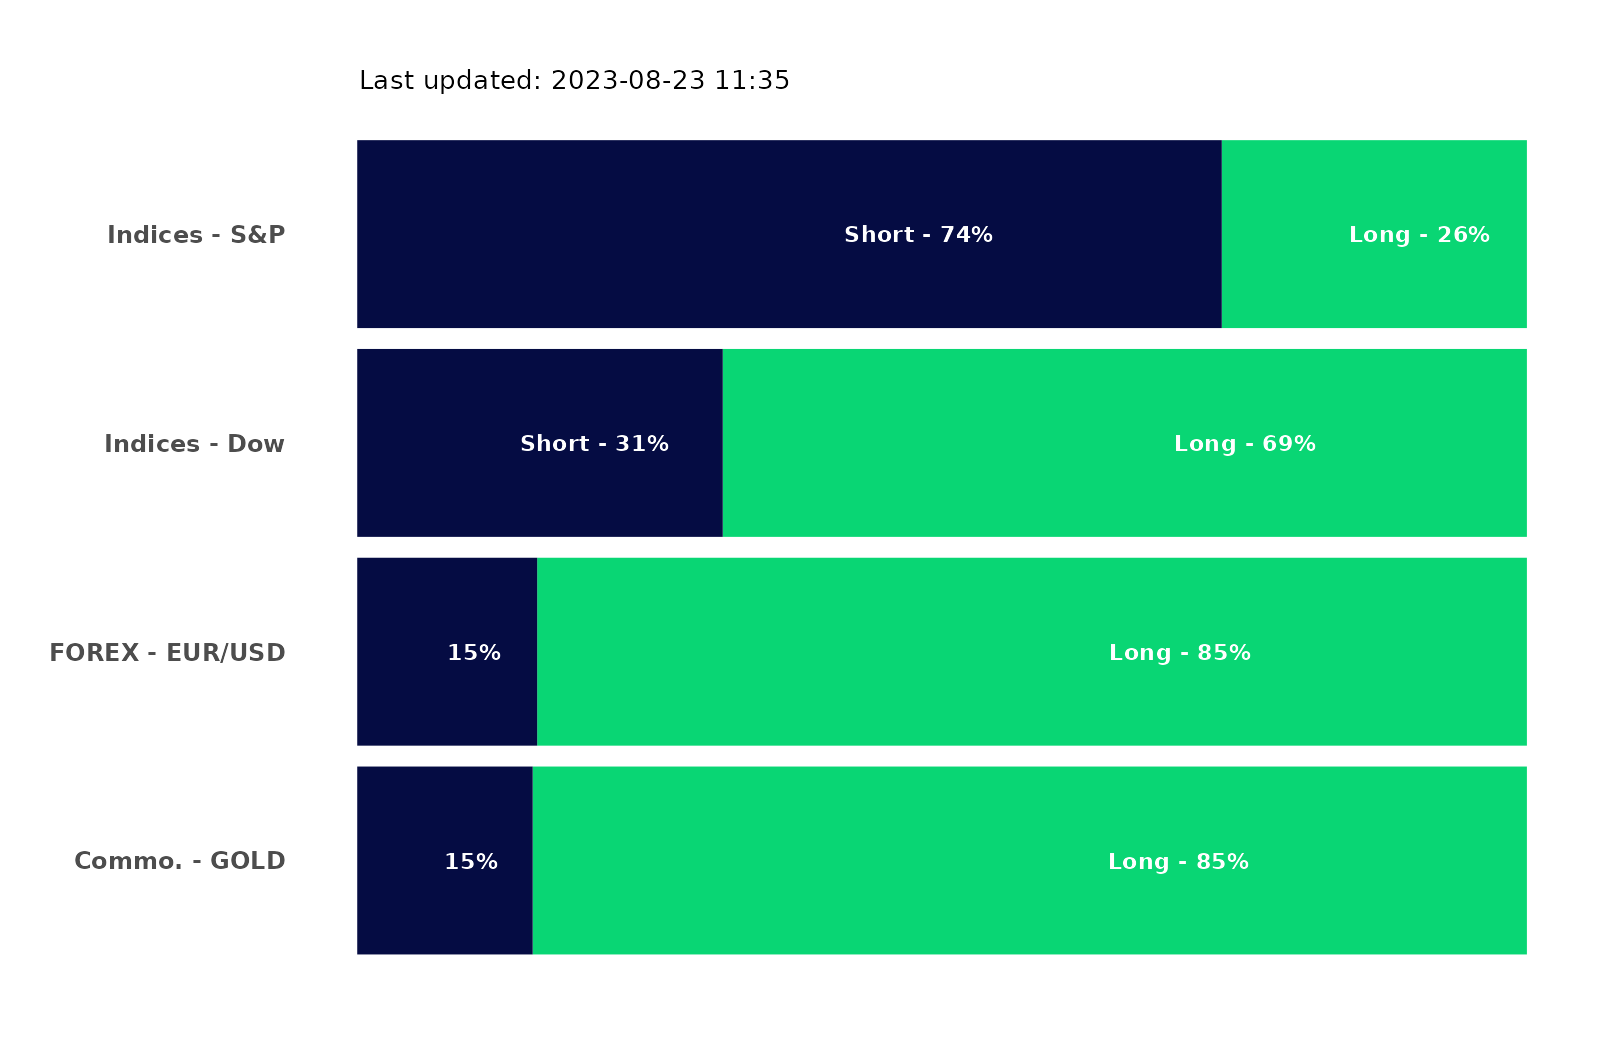 Last updated: 2023-08-23 11:35
Indices - S&P
Short - 74%
Long - 26%
Indices - Dow
Short - 31%
Long - 69%
FOREX - EUR/USD
15%
Long - 85%
Commo. - GOLD
15%
Long - 85%